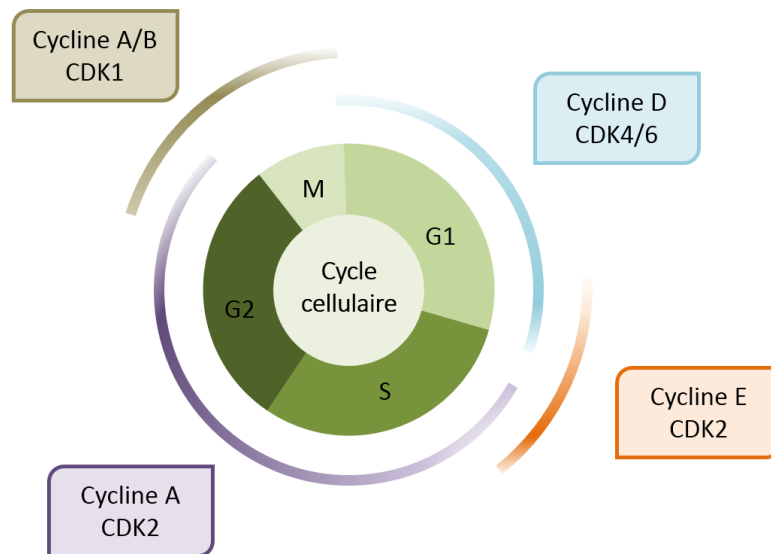 Cycline A/B
CDK1
Cycline D
CDK4/6
M
G1
Cycle
cellulaire
G2
S
Cycline E
CDK2
Cycline A
CDK2